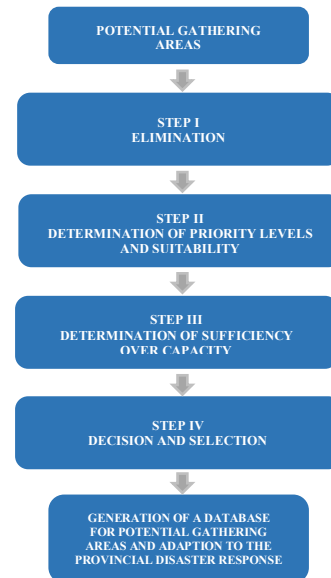 POTENTIAL GATHERING
AREAS
STEP I
ELIMINATION
STEP II
DETERMINATION OF PRIORITY LEVELS
AND SUITABILITY
STEP III
DETERMINATION OF SUFFICIENCY
OVER CAPACITY
STEP IV
DECISION AND SELECTION
GENERATION OF A DATABASE
FOR POTENTIAL GATHERING
AREAS AND ADAPTION TO THE
PROVINCIAL DISASTER RESPONSE